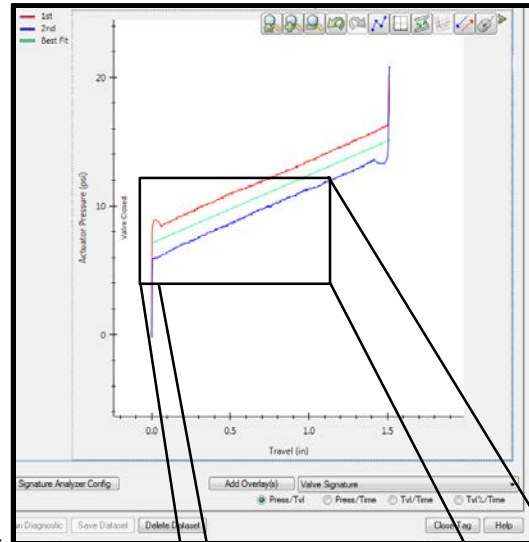 1st
2nd
Best Fit
20
10
0
Actuator Pressure (psi)
Valve Closed
0.0 0.5 1.0 1.5
Travel (in)
Signature Analyzer Config Add Overlay(s) Valve Signature
Press/Tvl Press/Time Tvl/Time Tvl%/Time
n Diagnostic Save Dataset Delete Dataset Close Tag Help